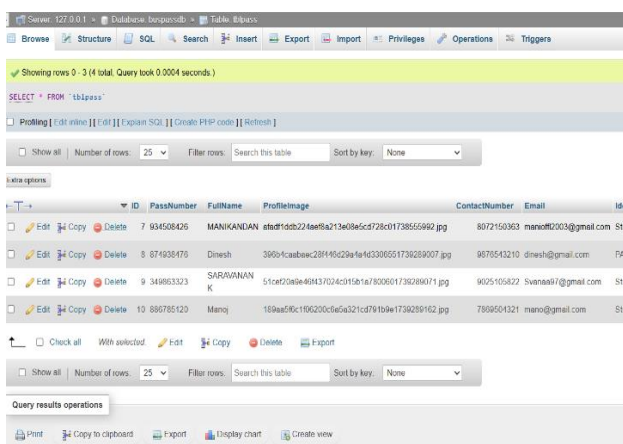 Server: 127.0.0.1 » Database: buspassdb » Table: tblpass
Browse Structure SQL Search Insert Export Import Privileges Operations Triggers
Showing rows 0 - 3 (4 total, Query took 0.0004 seconds.)
SELECT * FROM `tblpass`
Profiling [ Edit inline ] [ Edit ] [ Explain SQL ] [ Create PHP code ] [ Refresh ]
Show all Number of rows: 25 Filter rows: Search this table Sort by key: None
Extra options
ID PassNumber FullName ProfileImage ContactNumber Email
Edit Copy Delete 7 934508426 MANIKANDAN 8072150363 manioffl2003@gmail.com
Edit Copy Delete 8 874938476 Dinesh 9876543210 dinesh@gmail.com
Edit Copy Delete 9 349863323 SARAVANAN K 9025105822 Svanaa97@gmail.com
Edit Copy Delete 10 886785120 Manoj 7869504321 mano@gmail.com
Check all With selected: Edit Copy Delete Export
Show all Number of rows: 25 Filter rows: Search this table Sort by key: None
Query results operations
Print Copy to clipboard Export Display chart Create view